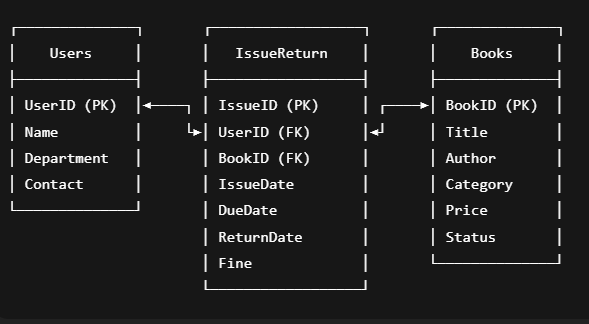 Users
UserID (PK)
Name
Department
Contact
IssueReturn
IssueID (PK)
UserID (FK)
BookID (FK)
IssueDate
DueDate
ReturnDate
Fine
Books
BookID (PK)
Title
Author
Category
Price
Status